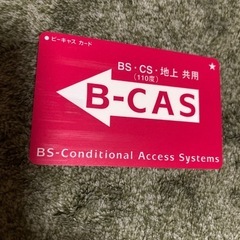 ● ビーキャス カード ★
BS・CS・地上 共用
(110度)
B-CAS
BS-Conditional Access Systems